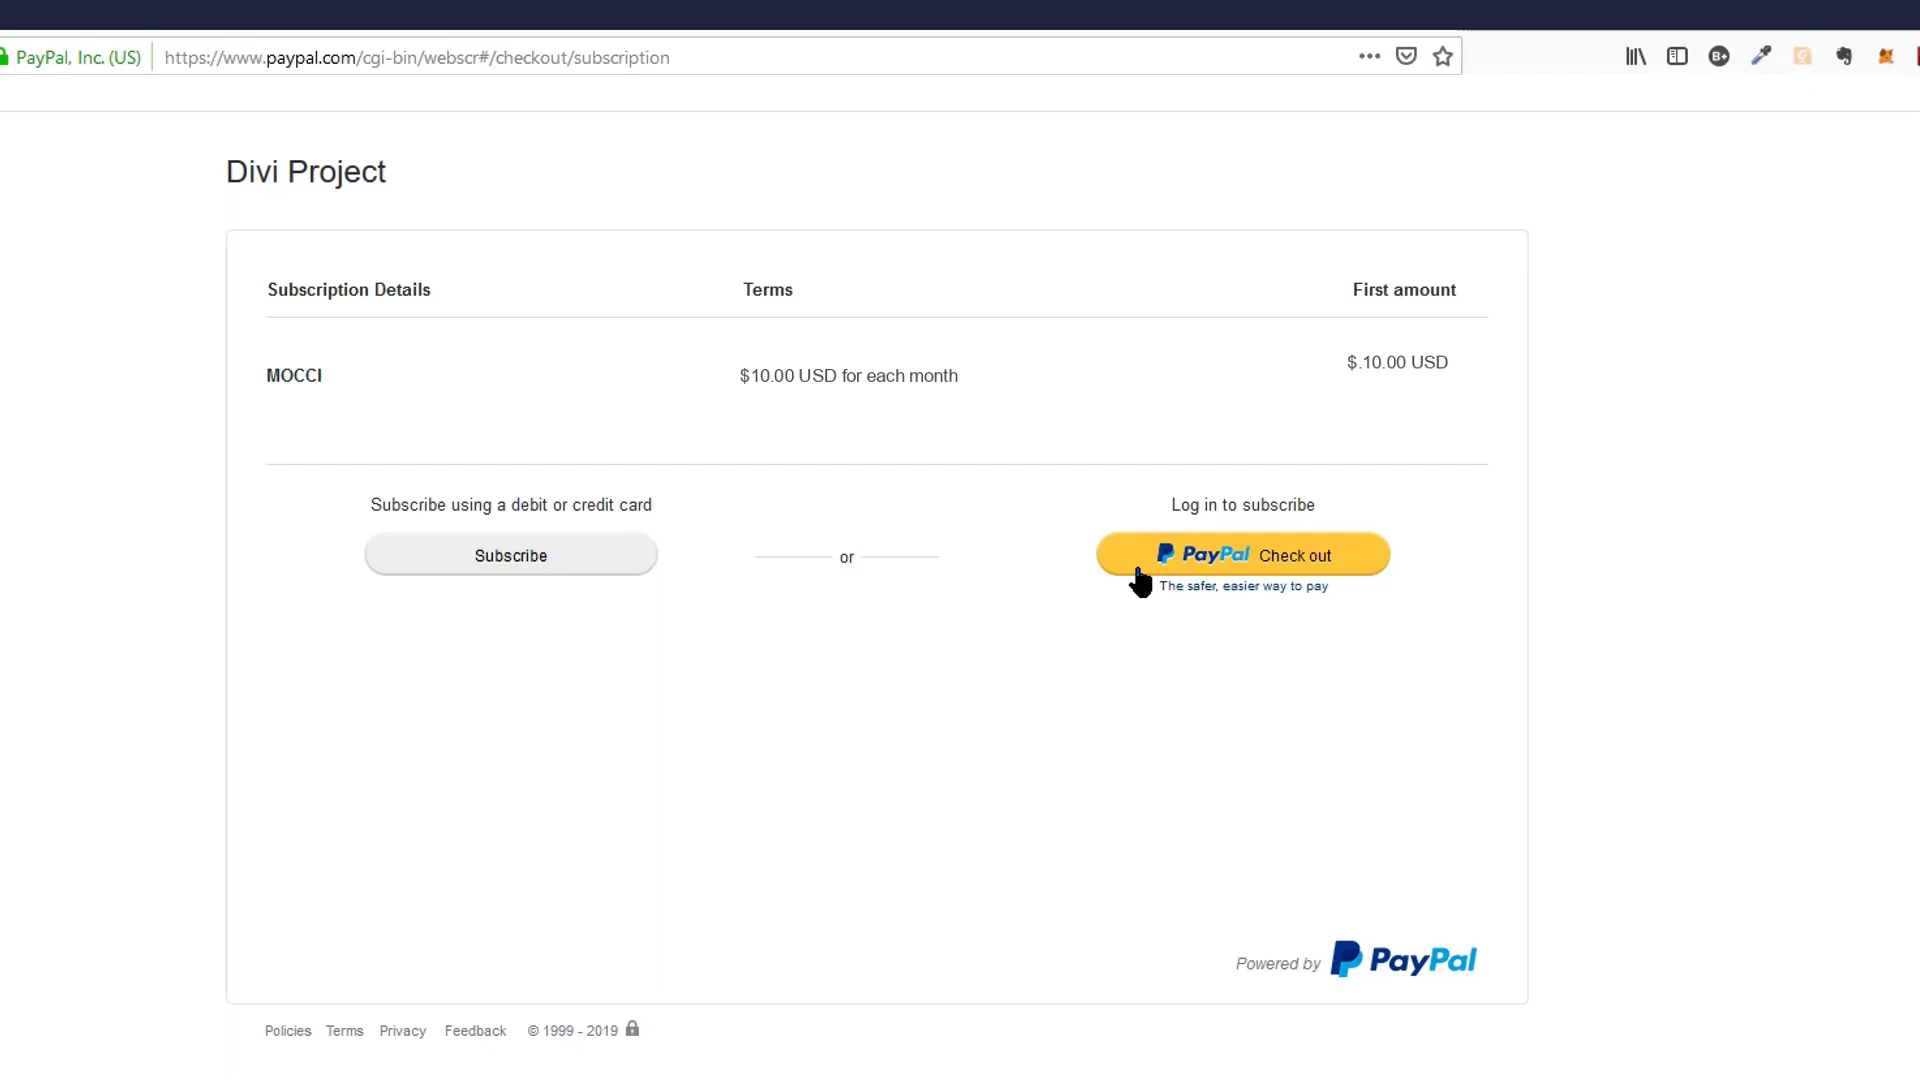 PayPal, Inc. (US) https://www.paypal.com/cgi-bin/webscr#/checkout/subscription
B+
Divi Project
Subscription Details Terms First amount
MOCCI $10.00 USD for each month $.10.00 USD
Subscribe using a debit or credit card Log in to subscribe
Subscribe or PayPal Check out
The safer, easier way to pay
Powered by PayPal
Policies Terms Privacy Feedback © 1999 - 2019